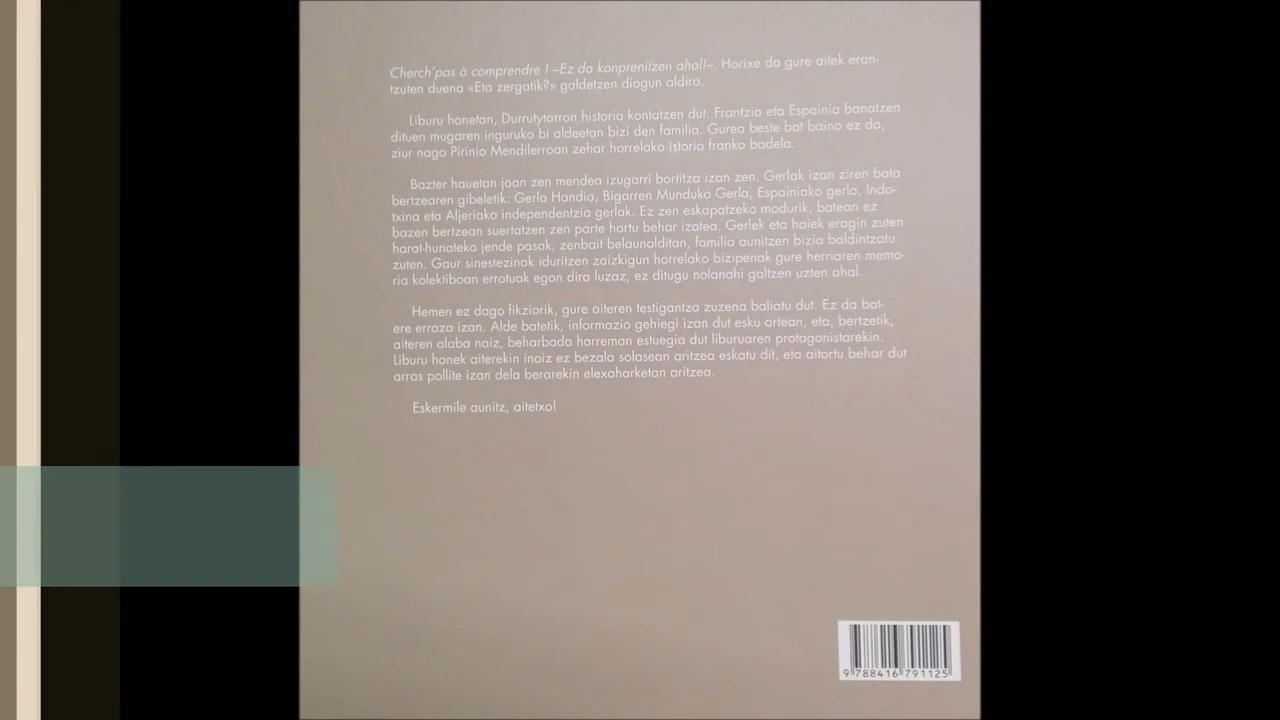 Cherch'pas à comprendre ! –Ez da konprenitzen ahal!–. Horixe da gure aitek eran-
tzuten duena «Eta zergatik?» galdetzen diogun aldiro.
Liburu honetan, Durrutytarron historia kontatzen dut. Frantzia eta Espainia banatzen
dituen mugaren inguruko bi aldeetan bizi den familia. Gurea beste bat baino ez da,
ziur nago Pirinio Mendilerroan zehar horrelako istorio franko badela.
Bazter hauetan joan zen mendea izugarri bortitza izan zen. Gerlak izan ziren bata
bertzearen gibeletik: Gerla Handia, Bigarren Munduko Gerla, Espainiako gerla, Indo-
txina eta Aljeriako independentzia gerlak. Ez zen eskapatzeko modurik, batean ez
bazen bertzean suertatzen zen parte hartu behar izatea. Gerlek eta haiek eragin zuten
harat-hunateko jende pasak, zenbait belaunalditan, familia aunitzen bizia baldintzatu
zuten. Gaur sinestezinak iduritzen zaizkigun horrelako bizipenak gure herriaren memo-
ria kolektiboan errotuak egon dira luzaz, ez ditugu nolanahi galtzen uzten ahal.
Hemen ez dago fikziorik, gure aiteren testigantza zuzena baliatu dut. Ez da bat-
ere erraza izan. Alde batetik, informazio gehiegi izan dut esku artean, eta, bertzetik,
aiteren alaba naiz, beharbada harreman estuegia dut liburuaren protagonistarekin.
Liburu honek aiterekin inoiz ez bezala solasean aritzea eskatu dit, eta aitortu behar dut
arras pollite izan dela berarekin elexaharketan aritzea.
Eskermile aunitz, aitetxo!
9 788416 791125